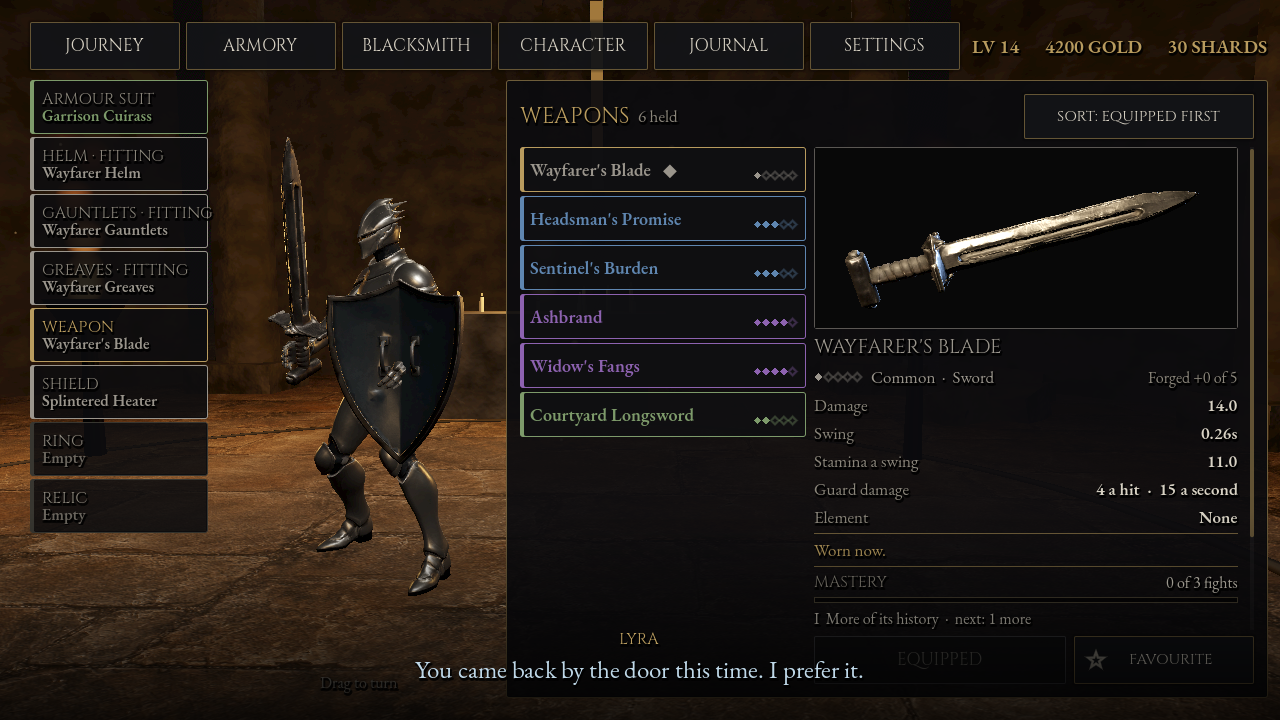 JOURNEY
ARMORY
BLACKSMITH
CHARACTER
JOURNAL
SETTINGS
LV 14
4200 GOLD
30 SHARDS
ARMOUR SUIT
Garrison Cuirass
HELM · FITTING
Wayfarer Helm
GAUNTLETS · FITTING
Wayfarer Gauntlets
GREAVES · FITTING
Wayfarer Greaves
WEAPON
Wayfarer's Blade
SHIELD
Splintered Heater
RING
Empty
RELIC
Empty
Drag to turn
WEAPONS 6 held
SORT: EQUIPPED FIRST
Wayfarer's Blade
Headsman's Promise
Sentinel's Burden
Ashbrand
Widow's Fangs
Courtyard Longsword
WAYFARER'S BLADE
Common · Sword Forged +0 of 5
Damage 14.0
Swing 0.26s
Stamina a swing 11.0
Guard damage 4 a hit · 15 a second
Element None
Worn now.
MASTERY 0 of 3 fights
I More of its history · next: 1 more
EQUIPPED
FAVOURITE
LYRA
You came back by the door this time. I prefer it.